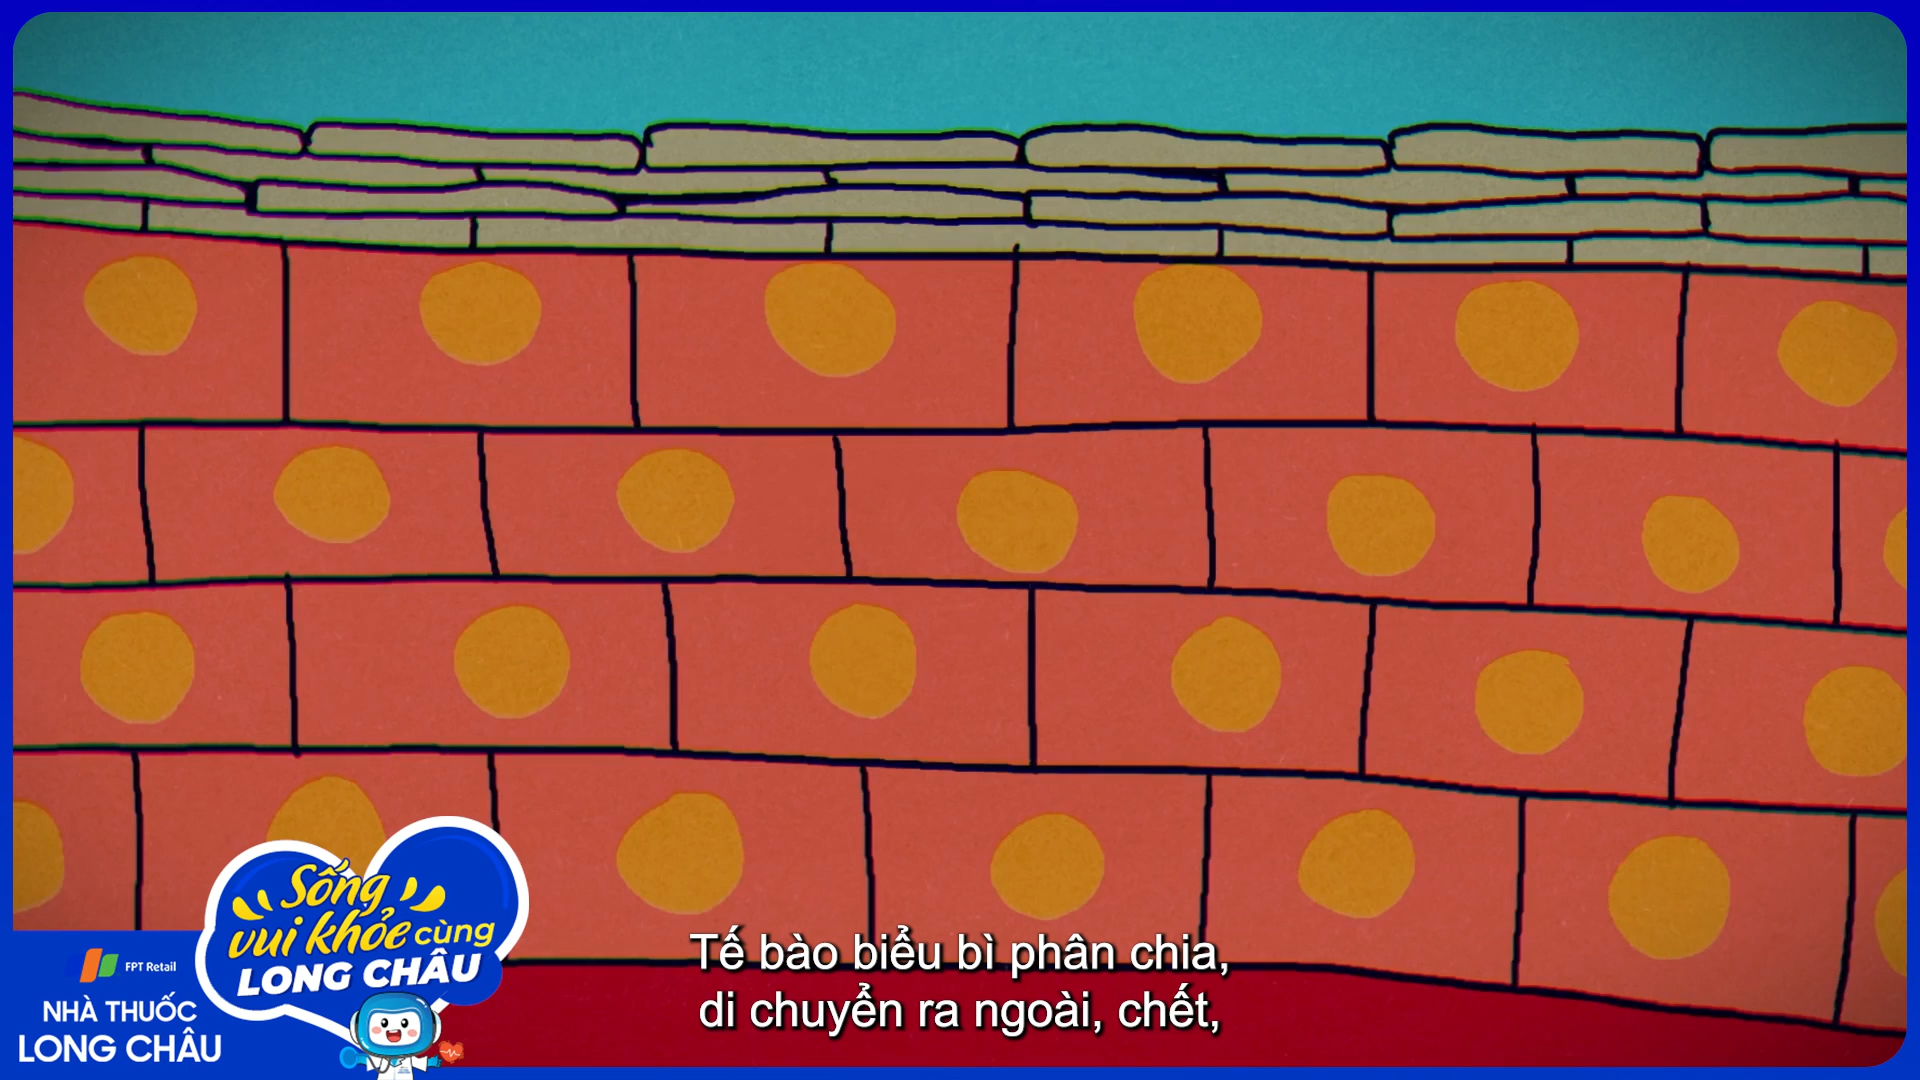 Sống
vui khỏe cùng
LONG CHÂU
FPT Retail
NHÀ THUỐC
LONG CHÂU
Tế bào biểu bì phân chia,
di chuyển ra ngoài, chết,